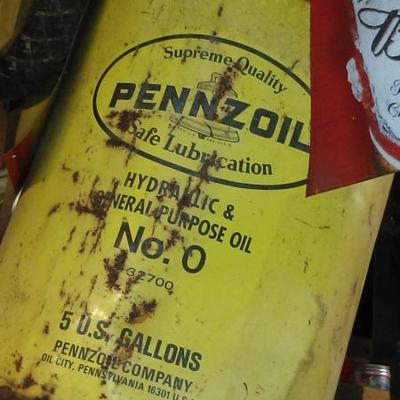 Supreme Quality
PENNZOIL
Safe Lubrication
HYDRAULIC &
GENERAL PURPOSE OIL
No. 0
32700
5 U.S. GALLONS
PENNZOIL COMPANY
OIL CITY, PENNSYLVANIA 16301 U.S.